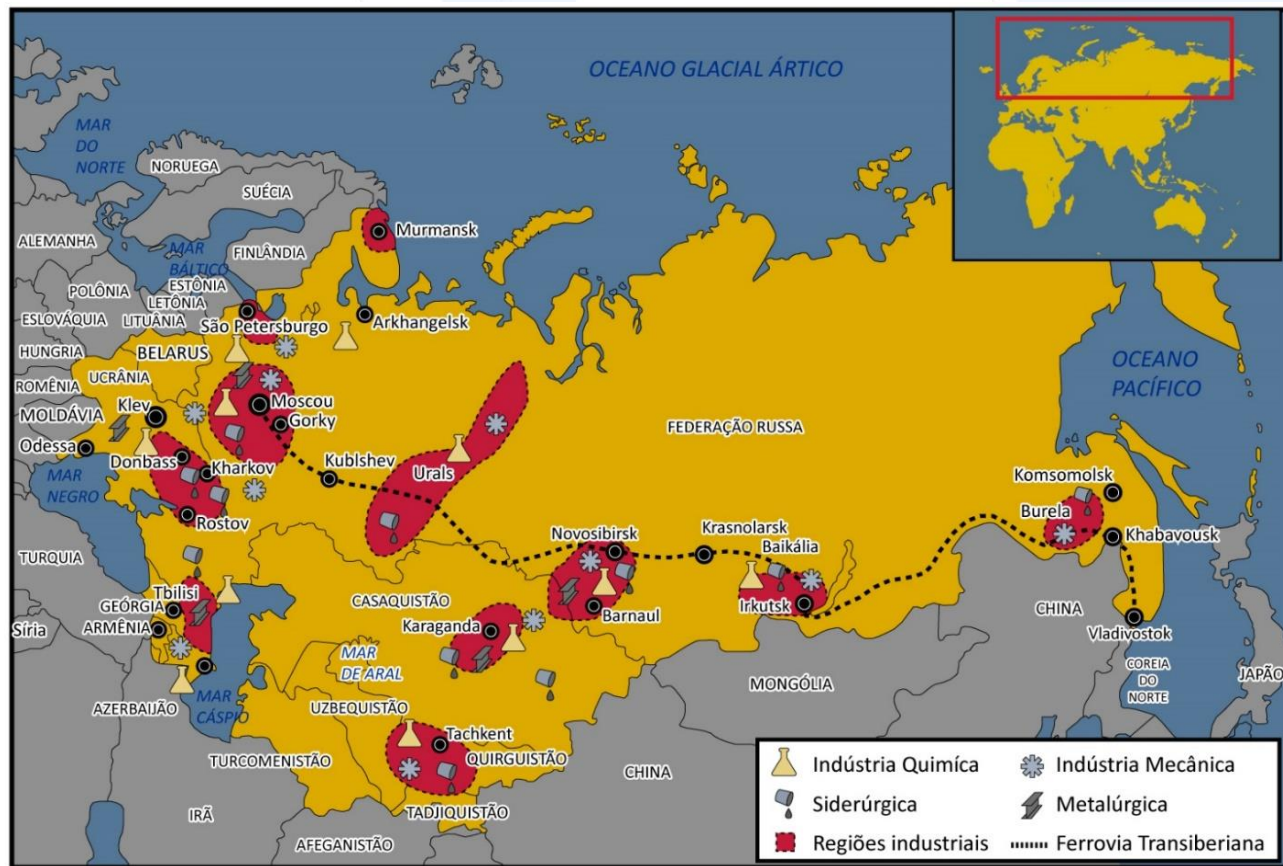 OCEANO GLACIAL ÁRTICO
MAR
DO
NORTE
NORUEGA
SUÉCIA
Murmansk
ALEMANHA
FINLÂNDIA
MAR
BÁLTICO
ESTÔNIA
POLÔNIA
LETÔNIA
LITUÂNIA
ESLOVÁQUIA
São Petersburgo
Arkhangelsk
HUNGRIA
BELARUS
OCEANO
PACÍFICO
ROMÊNIA
UCRÂNIA
MOLDÁVIA
Klev
Moscou
Gorky
FEDERAÇÃO RUSSA
Odessa
Donbass
Kharkov
Kublshev
Urals
MAR
NEGRO
Komsomolsk
Burela
Rostov
Novosibirsk
Krasnolarsk
Baikália
Khabavousk
TURQUIA
Tbilisi
GEÓRGIA
CASAQUISTÃO
Barnaul
Irkutsk
CHINA
Síria
ARMÊNIA
Karaganda
Vladivostok
MAR
DE ARAL
MONGÓLIA
COREIA
DO
NORTE
JAPÃO
AZERBAIJÃO
MAR
CÁSPIO
UZBEQUISTÃO
Tachkent
TURCOMENISTÃO
QUIRGUISTÃO
CHINA
IRÃ
TADJIQUISTÃO
AFEGANISTÃO
Indústria Quimíca
Indústria Mecânica
Siderúrgica
Metalúrgica
Regiões industriais
Ferrovia Transiberiana